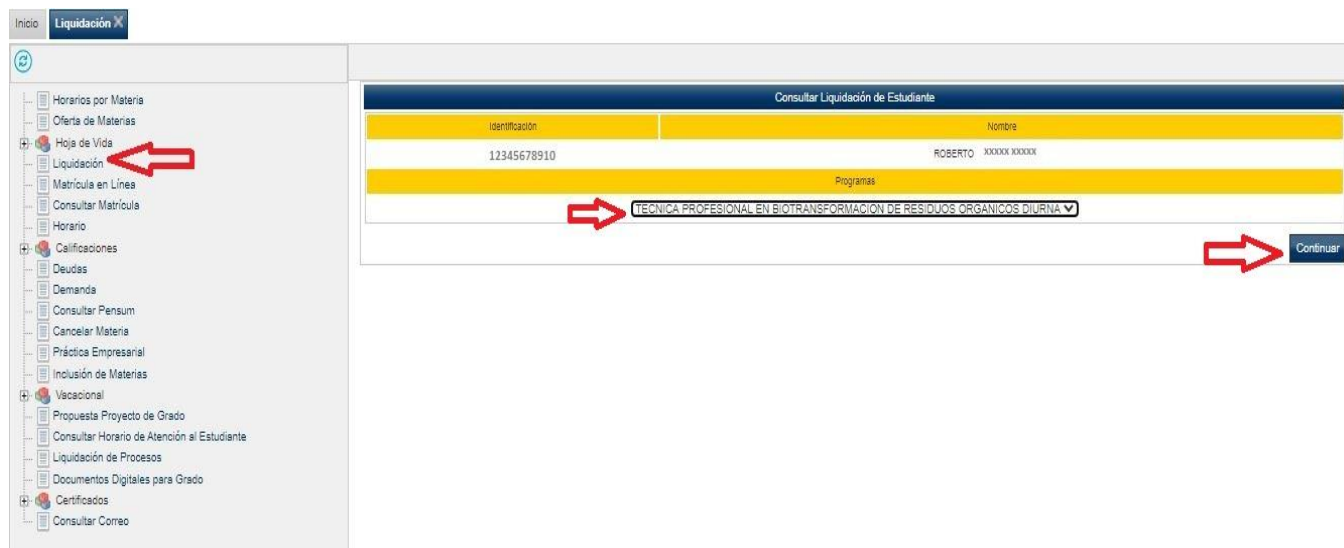 Inicio
Liquidación X
Horarios por Materia
Oferta de Materias
Hoja de Vida
Liquidación
Matrícula en Línea
Consultar Matrícula
Horario
Calificaciones
Deudas
Demanda
Consultar Pensum
Cancelar Materia
Práctica Empresarial
Inclusión de Materias
Vacacional
Propuesta Proyecto de Grado
Consultar Horario de Atención al Estudiante
Liquidación de Procesos
Documentos Digitales para Grado
Certificados
Consultar Correo
Consultar Liquidación de Estudiante
Identificación Nombre
12345678910 ROBERTO XXXXX XXXXX
Programas
TECNICA PROFESIONAL EN BIOTRANSFORMACION DE RESIDUOS ORGANICOS DIURNA
Continuar